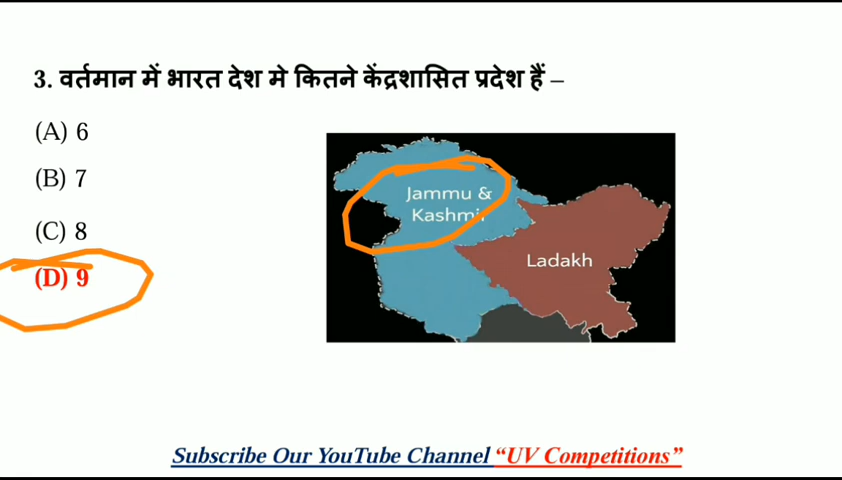 3. वर्तमान में भारत देश मे कितने केंद्रशासित प्रदेश हैं –
(A) 6
(B) 7
(C) 8
(D) 9
Jammu &
Kashmir
Ladakh
Subscribe Our YouTube Channel “UV Competitions”